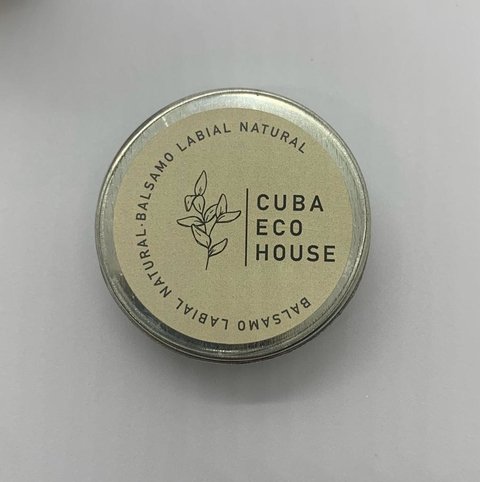 BALSAMO LABIAL NATURAL·BALSAMO LABIAL NATURAL
CUBA
ECO
HOUSE